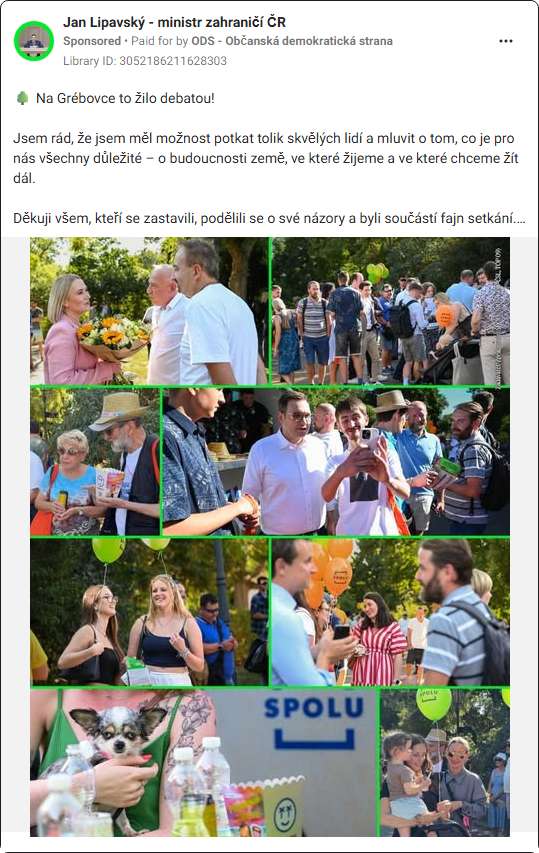 Jan Lipavský - ministr zahraničí ČR
Sponsored • Paid for by ODS - Občanská demokratická strana
Library ID: 3052186211628303
Na Grébovce to žilo debatou!
Jsem rád, že jsem měl možnost potkat tolik skvělých lidí a mluvit o tom, co je pro
nás všechny důležité – o budoucnosti země, ve které žijeme a ve které chceme žít
dál.
Děkuji všem, kteří se zastavili, podělili se o své názory a byli součástí fajn setkání....
SPOLU